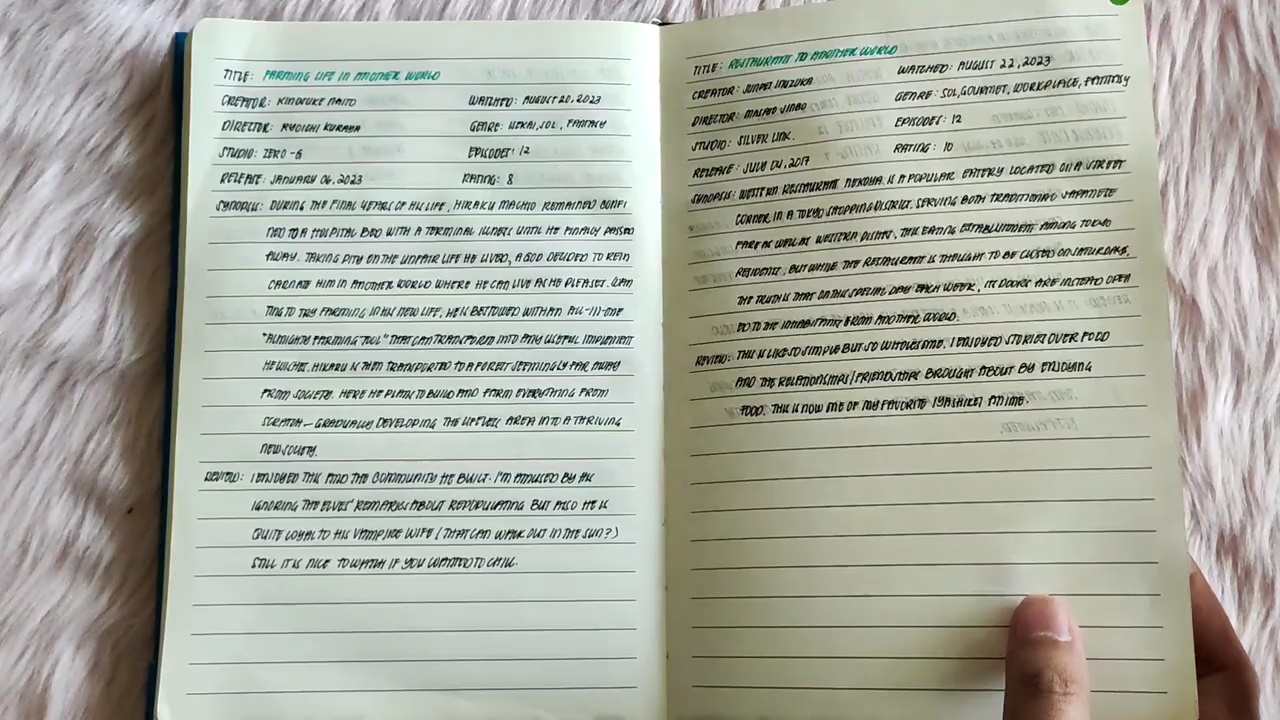 TITLE: FARMING LIFE IN ANOTHER WORLD
CREATOR: KINOSUKE NAITO WATCHED: AUGUST 20, 2023
DIRECTOR: RYOICHI KURAYA GENRE: ISEKAI, SOL, FANTASY
STUDIO: ZERO-G EPISODES: 12
RELEASE: JANUARY 06, 2023 RATING: 8
SYNOPSIS: DURING THE FINAL YEARS OF HIS LIFE, HIRAKU MACHIO REMAINED CONFI
NED TO A HOSPITAL BED WITH A TERMINAL ILLNESS UNTIL HE FINALLY PASSED
AWAY. TAKING PITY ON THE UNFAIR LIFE HE LIVED, A GOD DECIDED TO REIN
CARNATE HIM IN ANOTHER WORLD WHERE HE CAN LIVE AS HE PLEASES. WAN
TING TO TRY FARMING IN HIS NEW LIFE, HE IS BESTOWED WITH AN ALL-IN-ONE
"ALMIGHTY FARMING TOOL" THAT CAN TRANSFORM INTO ANY USEFUL IMPLEMENT
HE WISHES. HIKARU IS THEN TRANSPORTED TO A FOREST SEEMINGLY FAR AWAY
FROM SOCIETY. HERE HE PLANS TO BUILD AND FARM EVERYTHING FROM
SCRATCH — GRADUALLY DEVELOPING THE LIFELESS AREA INTO A THRIVING
NEW SOCIETY.
REVIEW: I ENJOYED THIS AND THE COMMUNITY HE BUILT. I'M AMUSED BY HIS
IGNORING THE ELVES' REMARKS ABOUT REPOPULATING BUT ALSO HE IS
QUITE LOYAL TO HIS VAMPIRE WIFE (THAT CAN WALK OUT IN THE SUN?)
STILL IT IS NICE TO WATCH IF YOU WANTED TO CHILL.
TITLE: RESTAURANT TO ANOTHER WORLD
CREATOR: JUNPEI INUZUKA WATCHED: AUGUST 22, 2023
DIRECTOR: MASATO JINBO GENRE: SOL, GOURMET, WORKPLACE, FANTASY
STUDIO: SILVER LINK. EPISODES: 12
RELEASE: JULY 04, 2017 RATING: 10
SYNOPSIS: WESTERN RESTAURANT NEKOYA IS A POPULAR EATERY LOCATED ON A STREET
CORNER IN A TOKYO SHOPPING DISTRICT. SERVING BOTH TRADITIONAL JAPANESE
FARE AS WELL AS WESTERN DISHES, THIS EATING ESTABLISHMENT AMONG TOKYO
RESIDENTS, BUT WHILE THE RESTAURANT IS THOUGHT TO BE CLOSED ON SATURDAYS,
THE TRUTH IS THAT ON THIS SPECIAL DAY EACH WEEK, ITS DOORS ARE INSTEAD OPEN
ED TO THE INHABITANTS FROM ANOTHER WORLD.
REVIEW: THIS IS LIKE SO SIMPLE BUT SO WHOLESOME. I ENJOYED STORIES OVER FOOD
AND THE RELATIONSHIPS/FRIENDSHIPS BROUGHT ABOUT BY ENJOYING
FOOD. THIS IS NOW ONE OF MY FAVORITE IYASHIKEI ANIME.